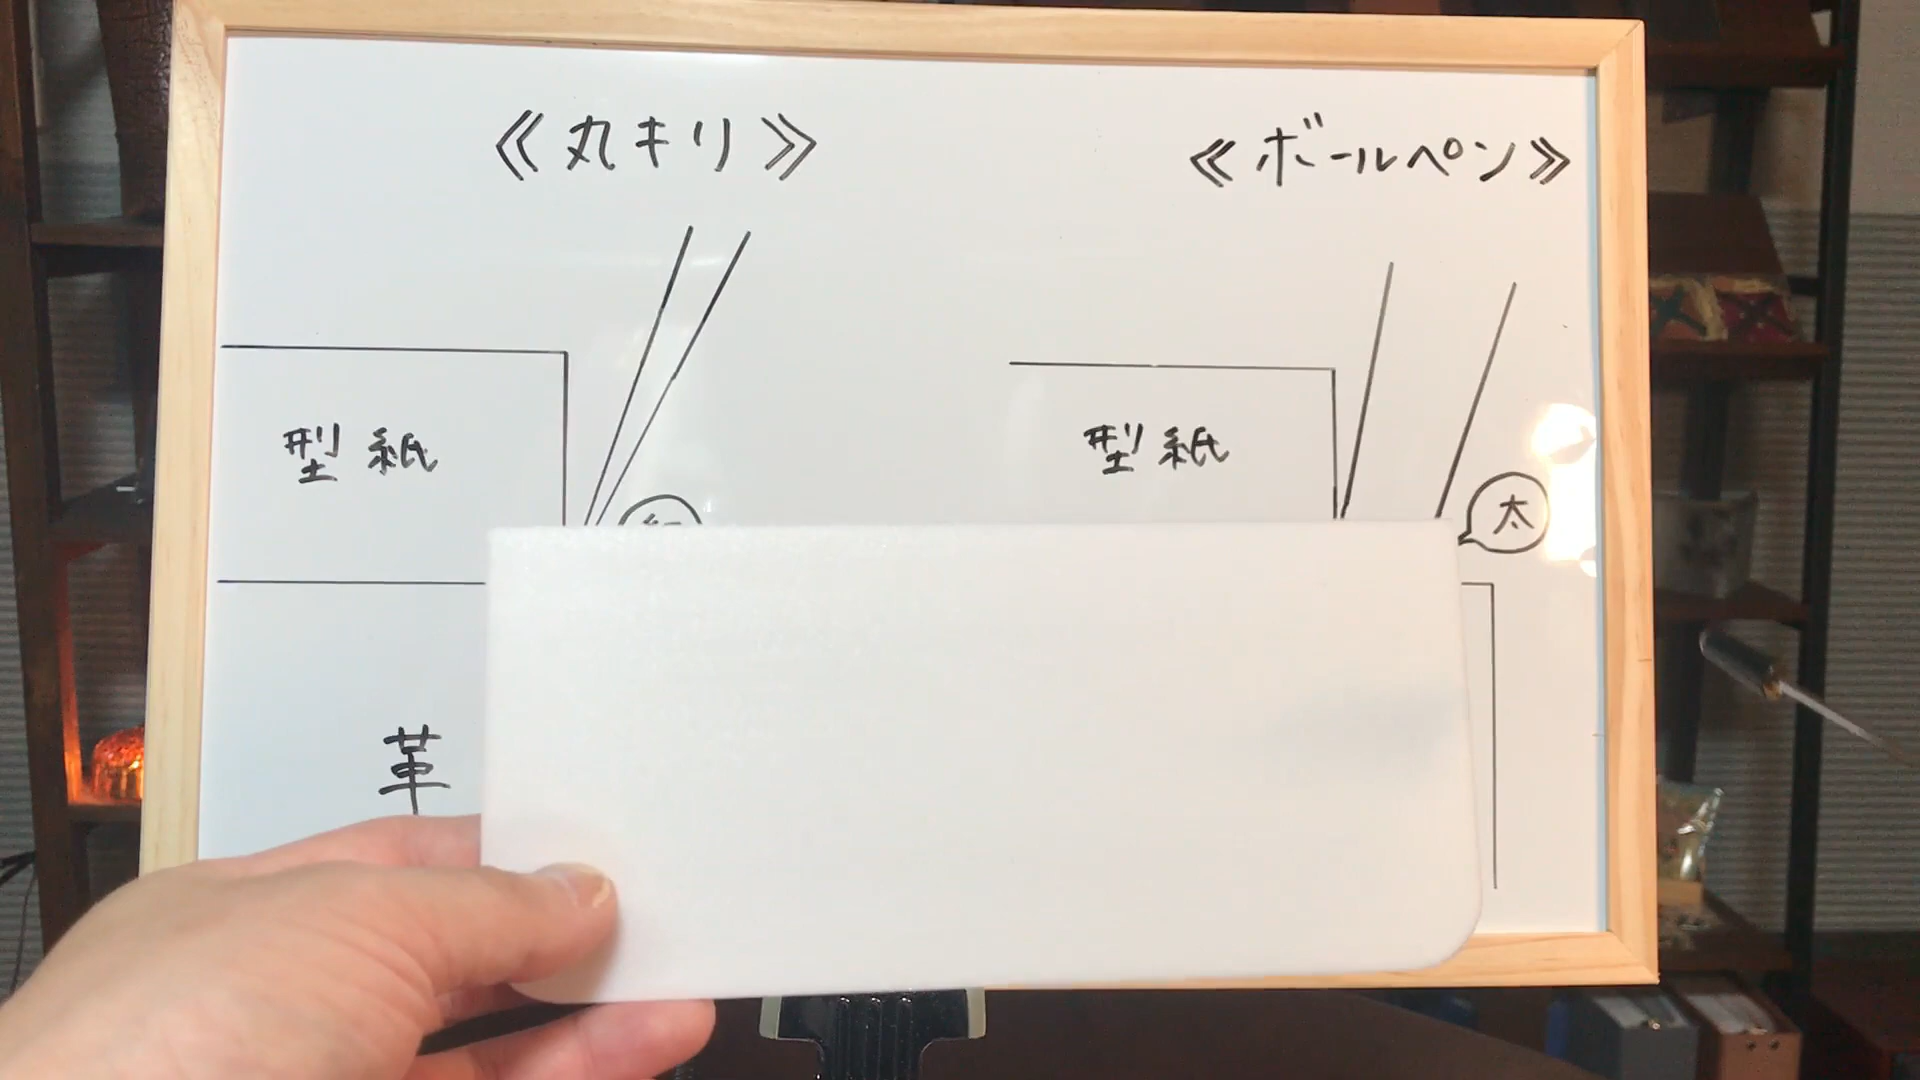 《丸キリ》
《ボールペン》
型紙
型紙
太
革